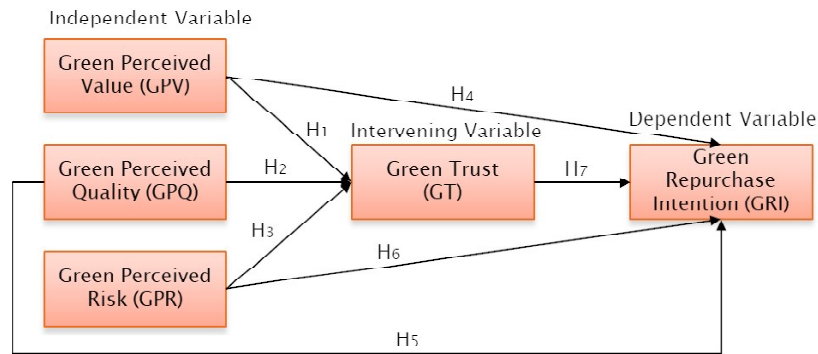 Independent Variable
Green Perceived
Value (GPV)
H4
H1
Intervening Variable
Dependent Variable
Green Perceived
Quality (GPQ)
H2
Green Trust
(GT)
H7
Green
Repurchase
Intention (GRI)
H3
Green Perceived
Risk (GPR)
H6
H5